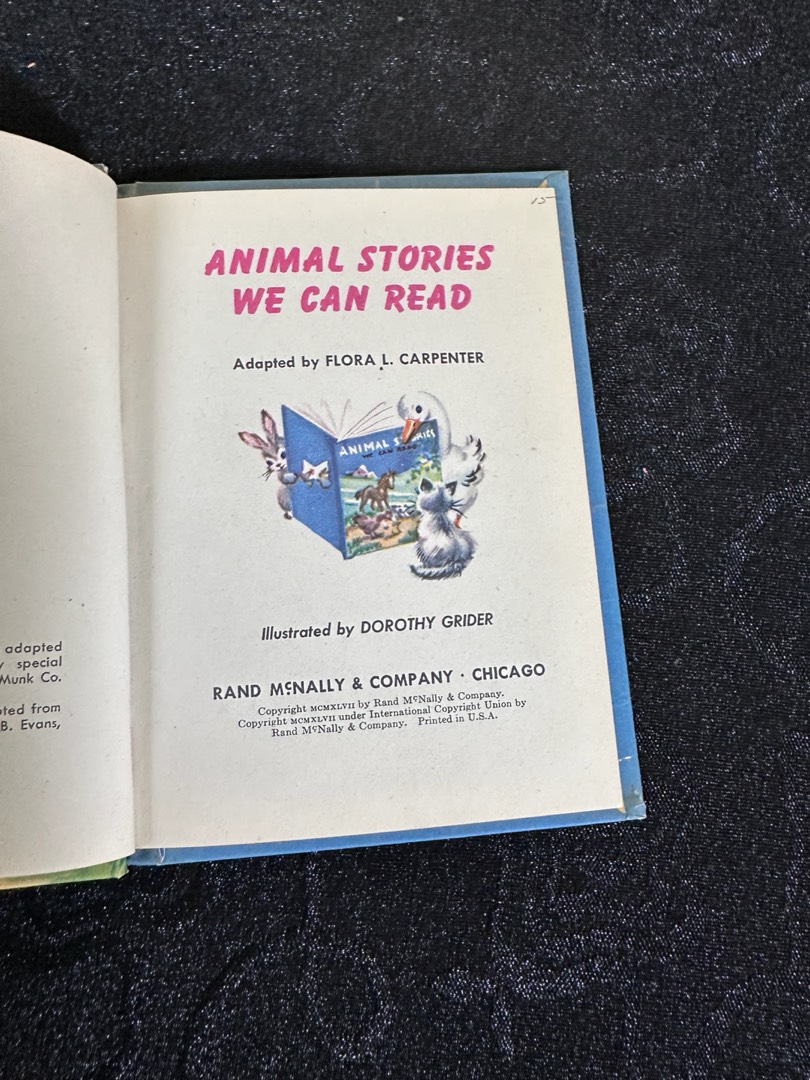 adapted
special
Munk Co.
from
B. Evans,
15
ANIMAL STORIES
WE CAN READ
Adapted by FLORA L. CARPENTER
ANIMAL
WE CAN READ
Illustrated by DOROTHY GRIDER
RAND MCNALLY & COMPANY · CHICAGO
Copyright MCMXLVII by Rand McNally & Company.
Copyright MCMXLVII under International Copyright Union by
Rand McNally & Company. Printed in U.S.A.